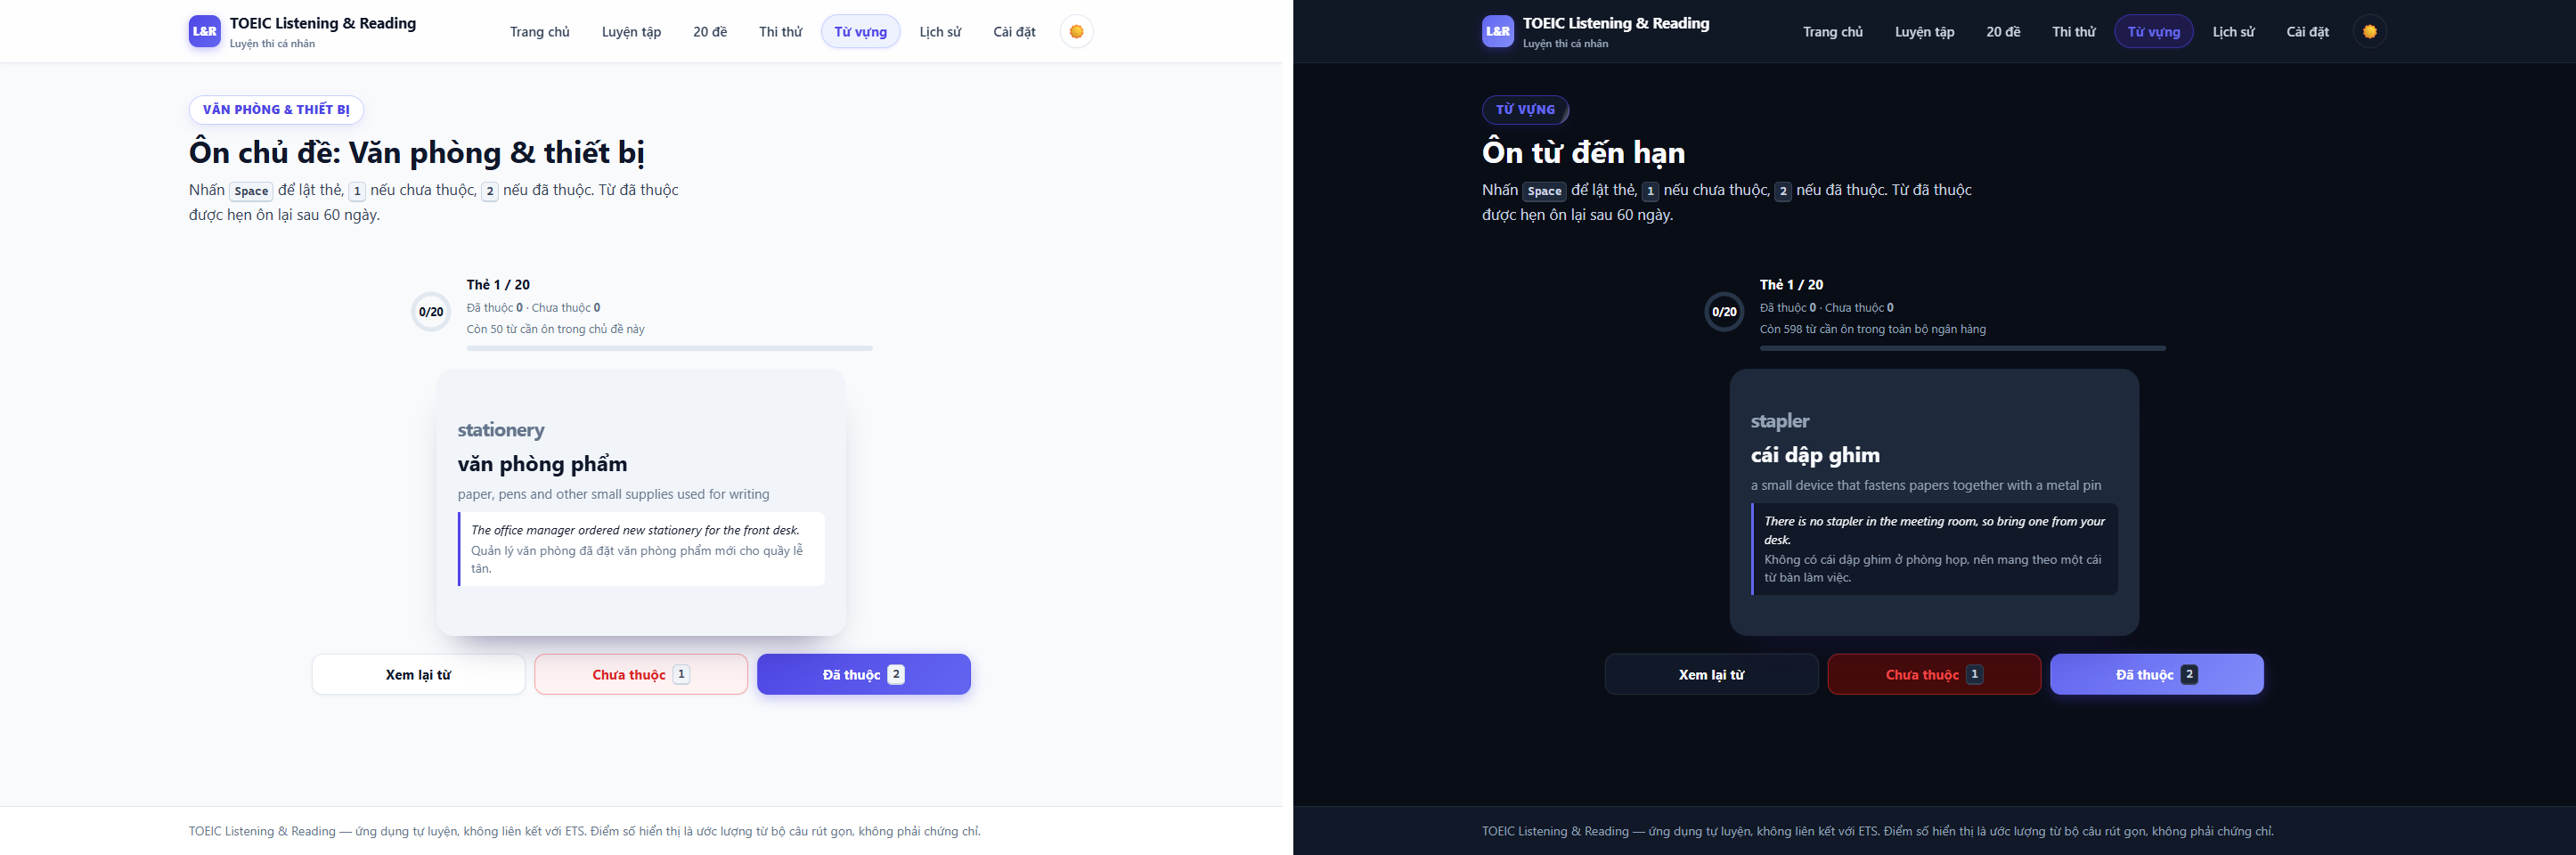 L&R
TOEIC Listening & Reading
Luyện thi cá nhân
Trang chủ
Luyện tập
20 đề
Thi thử
Từ vựng
Lịch sử
Cài đặt
VĂN PHÒNG & THIẾT BỊ
Ôn chủ đề: Văn phòng & thiết bị
Nhấn Space để lật thẻ, 1 nếu chưa thuộc, 2 nếu đã thuộc. Từ đã thuộc
được hẹn ôn lại sau 60 ngày.
0/20
Thẻ 1 / 20
Đã thuộc 0 · Chưa thuộc 0
Còn 50 từ cần ôn trong chủ đề này
stationery
văn phòng phẩm
paper, pens and other small supplies used for writing
The office manager ordered new stationery for the front desk.
Quản lý văn phòng đã đặt văn phòng phẩm mới cho quầy lễ
tân.
Xem lại từ
Chưa thuộc 1
Đã thuộc 2
TOEIC Listening & Reading — ứng dụng tự luyện, không liên kết với ETS. Điểm số hiển thị là ước lượng từ bộ câu rút gọn, không phải chứng chỉ.
L&R
TOEIC Listening & Reading
Luyện thi cá nhân
Trang chủ
Luyện tập
20 đề
Thi thử
Từ vựng
Lịch sử
Cài đặt
TỪ VỰNG
Ôn từ đến hạn
Nhấn Space để lật thẻ, 1 nếu chưa thuộc, 2 nếu đã thuộc. Từ đã thuộc
được hẹn ôn lại sau 60 ngày.
0/20
Thẻ 1 / 20
Đã thuộc 0 · Chưa thuộc 0
Còn 598 từ cần ôn trong toàn bộ ngân hàng
stapler
cái dập ghim
a small device that fastens papers together with a metal pin
There is no stapler in the meeting room, so bring one from your
desk.
Không có cái dập ghim ở phòng họp, nên mang theo một cái
từ bàn làm việc.
Xem lại từ
Chưa thuộc 1
Đã thuộc 2
TOEIC Listening & Reading — ứng dụng tự luyện, không liên kết với ETS. Điểm số hiển thị là ước lượng từ bộ câu rút gọn, không phải chứng chỉ.